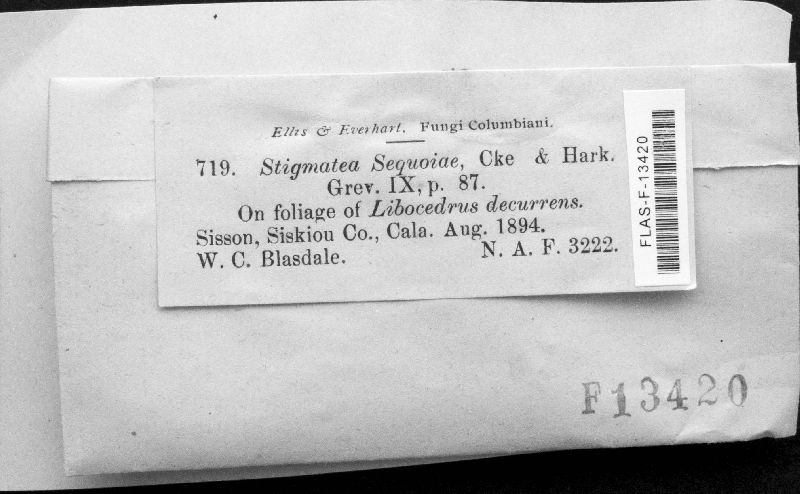 Ellis & Everhart. Fungi Columbiani.
719. Stigmatea Sequoiae, Cke & Hark.
Grev. IX, p. 87.
On foliage of Libocedrus decurrens.
Sisson, Siskiou Co., Cala. Aug. 1894.
W. C. Blasdale. N. A. F. 3222.
FLAS-F-13420
F13420